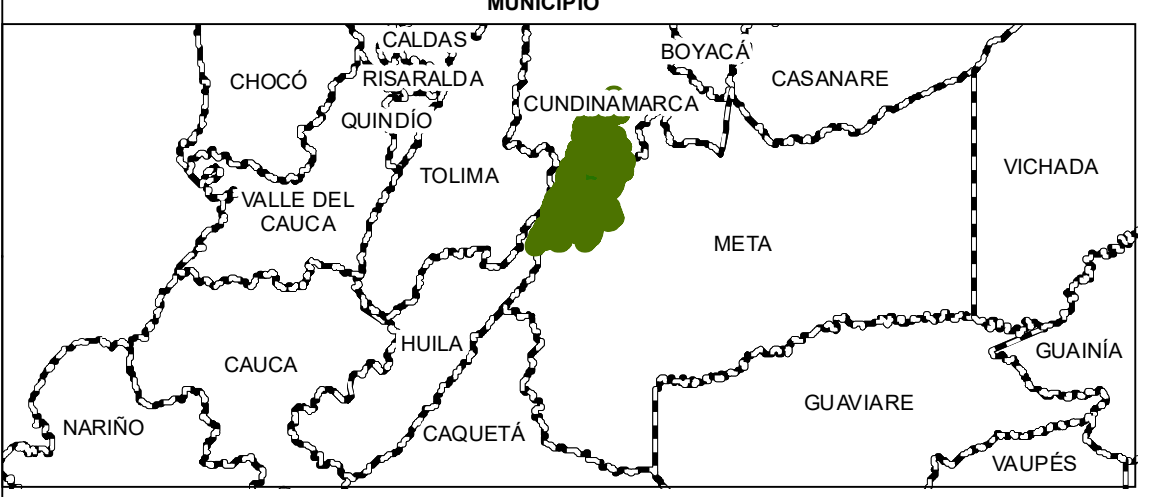 MUNICIPIO
CALDAS
BOYACÁ
CHOCÓ
RISARALDA
CASANARE
CUNDINAMARCA
QUINDÍO
TOLIMA
VICHADA
VALLE DEL
CAUCA
META
HUILA
GUAINÍA
CAUCA
GUAVIARE
NARIÑO
CAQUETÁ
VAUPÉS